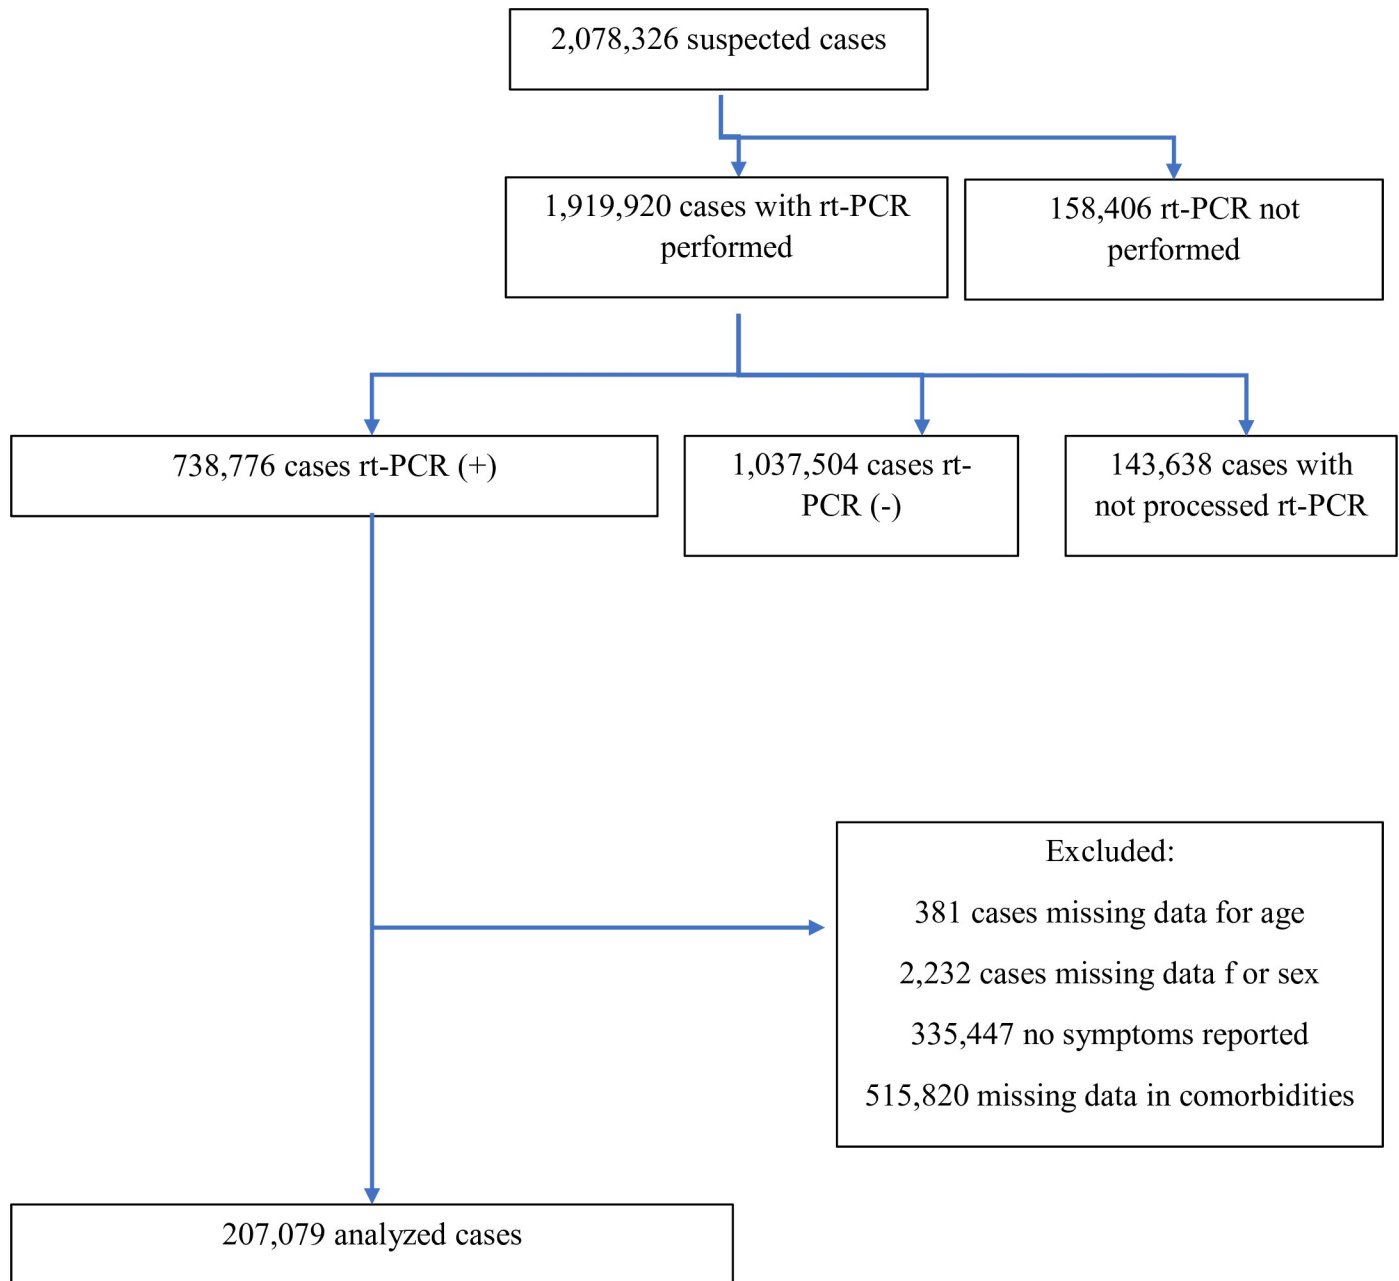 2,078,326 suspected cases
1,919,920 cases with rt-PCR
performed
158,406 rt-PCR not
performed
738,776 cases rt-PCR (+)
1,037,504 cases rt-
PCR (-)
143,638 cases with
not processed rt-PCR
Excluded:
381 cases missing data for age
2,232 cases missing data f or sex
335,447 no symptoms reported
515,820 missing data in comorbidities
207,079 analyzed cases